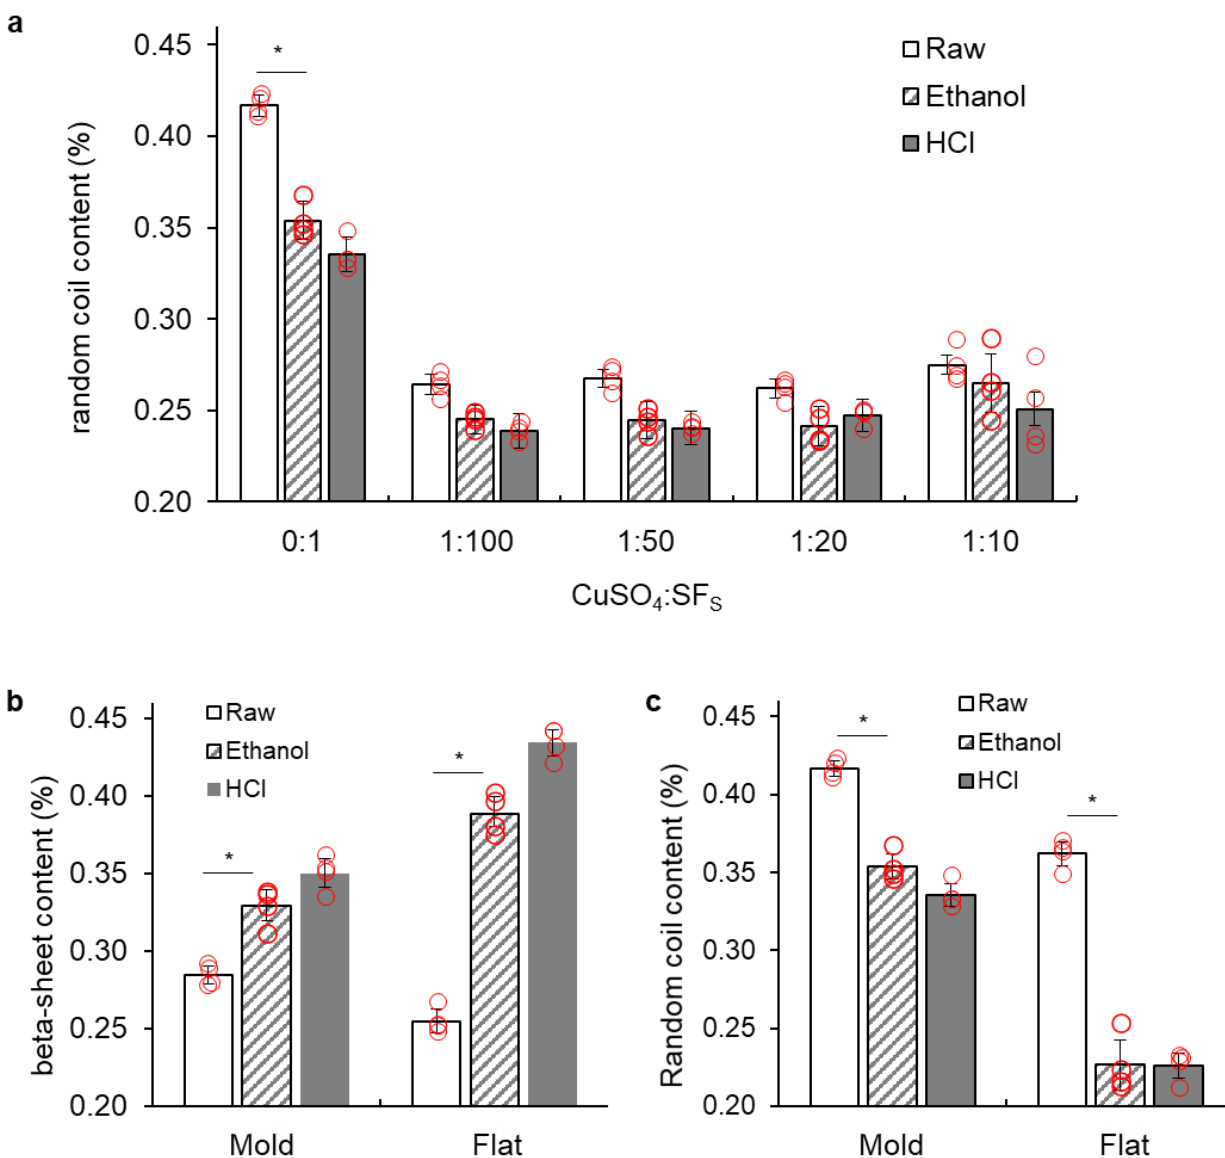 a
random coil content (%)
0.45
0.40
0.35
0.30
0.25
0.20
*
Raw
Ethanol
HCl
0:1 1:100 1:50 1:20 1:10
CuSO₄:SFₛ
b
beta-sheet content (%)
0.45
0.40
0.35
0.30
0.25
0.20
Raw
Ethanol
HCl
*
*
Mold Flat
c
Random coil content (%)
0.45
0.40
0.35
0.30
0.25
0.20
Raw
Ethanol
HCl
*
*
Mold Flat